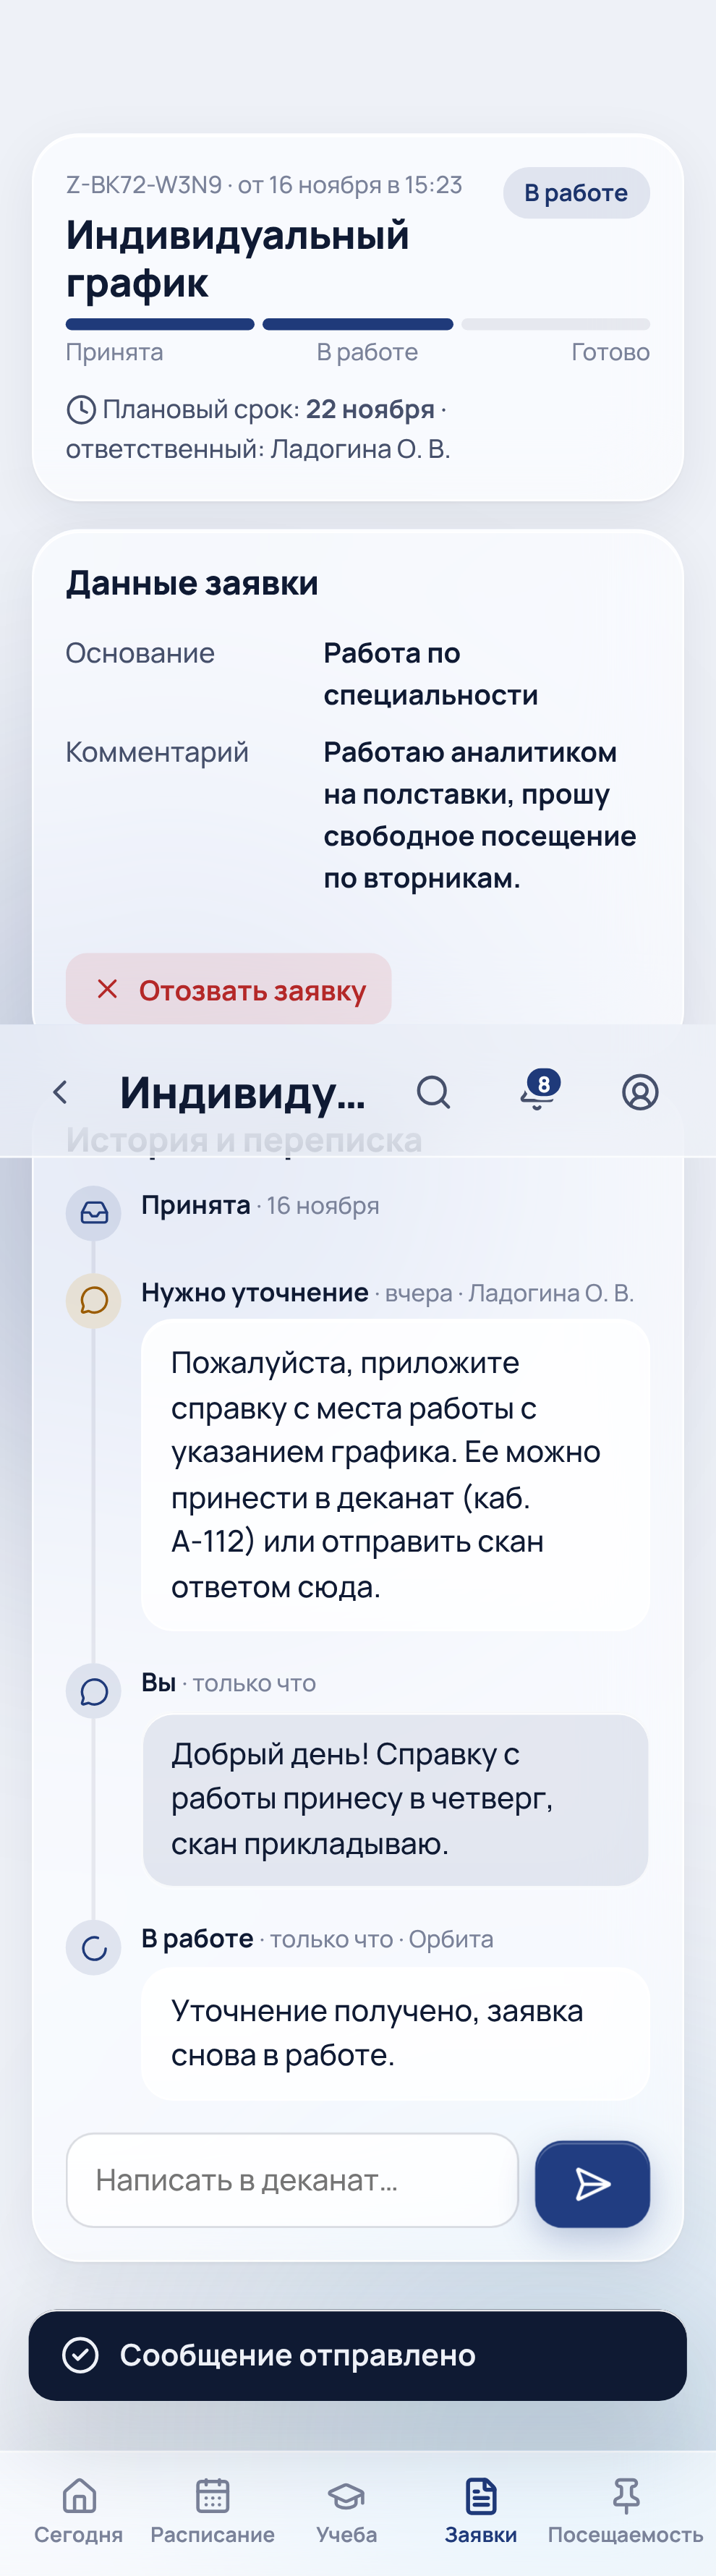 Z-BK72-W3N9 · от 16 ноября в 15:23
В работе
Индивидуальный
график
Принята
В работе
Готово
Плановый срок: 22 ноября ·
ответственный: Ладогина О. В.
Данные заявки
Основание
Работа по
специальности
Комментарий
Работаю аналитиком
на полставки, прошу
свободное посещение
по вторникам.
Отозвать заявку
Индивиду...
8
История и переписка
Принята · 16 ноября
Нужно уточнение · вчера · Ладогина О. В.
Пожалуйста, приложите
справку с места работы с
указанием графика. Ее можно
принести в деканат (каб.
А-112) или отправить скан
ответом сюда.
Вы · только что
Добрый день! Справку с
работы принесу в четверг,
скан прикладываю.
В работе · только что · Орбита
Уточнение получено, заявка
снова в работе.
Написать в деканат...
Сообщение отправлено
Сегодня
Расписание
Учеба
Заявки
Посещаемость